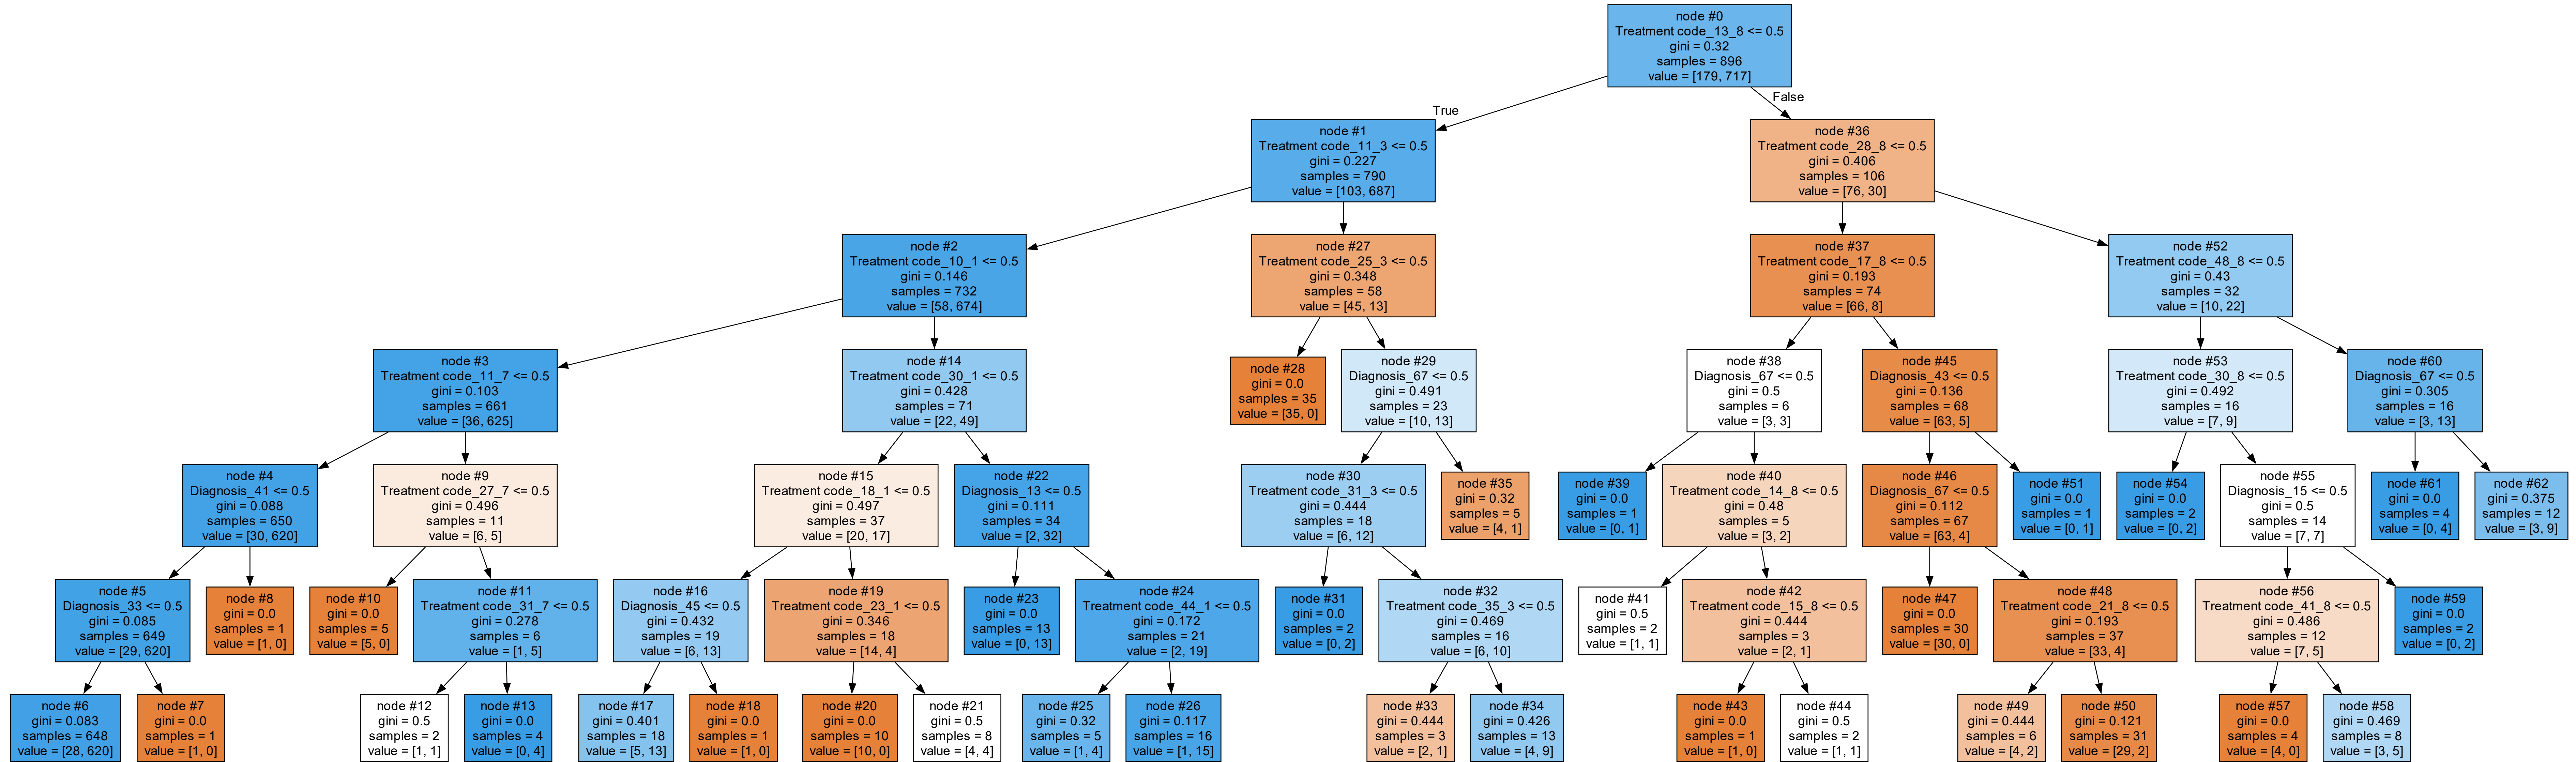 node #0
Treatment code_13_8 <= 0.5
gini = 0.32
samples = 896
value = [179, 717]
True
False
node #1
Treatment code_11_3 <= 0.5
gini = 0.227
samples = 790
value = [103, 687]
node #36
Treatment code_28_8 <= 0.5
gini = 0.406
samples = 106
value = [76, 30]
node #2
Treatment code_10_1 <= 0.5
gini = 0.146
samples = 732
value = [58, 674]
node #27
Treatment code_25_3 <= 0.5
gini = 0.348
samples = 58
value = [45, 13]
node #37
Treatment code_17_8 <= 0.5
gini = 0.193
samples = 74
value = [66, 8]
node #52
Treatment code_48_8 <= 0.5
gini = 0.43
samples = 32
value = [10, 22]
node #3
Treatment code_11_7 <= 0.5
gini = 0.103
samples = 661
value = [36, 625]
node #14
Treatment code_30_1 <= 0.5
gini = 0.428
samples = 71
value = [22, 49]
node #28
gini = 0.0
samples = 35
value = [35, 0]
node #29
Diagnosis_67 <= 0.5
gini = 0.491
samples = 23
value = [10, 13]
node #38
Diagnosis_67 <= 0.5
gini = 0.5
samples = 6
value = [3, 3]
node #45
Diagnosis_43 <= 0.5
gini = 0.136
samples = 68
value = [63, 5]
node #53
Treatment code_30_8 <= 0.5
gini = 0.492
samples = 16
value = [7, 9]
node #60
Diagnosis_67 <= 0.5
gini = 0.305
samples = 16
value = [3, 13]
node #4
Diagnosis_41 <= 0.5
gini = 0.088
samples = 650
value = [30, 620]
node #9
Treatment code_27_7 <= 0.5
gini = 0.496
samples = 11
value = [6, 5]
node #15
Treatment code_18_1 <= 0.5
gini = 0.497
samples = 37
value = [20, 17]
node #22
Diagnosis_13 <= 0.5
gini = 0.111
samples = 34
value = [2, 32]
node #30
Treatment code_31_3 <= 0.5
gini = 0.444
samples = 18
value = [6, 12]
node #35
gini = 0.32
samples = 5
value = [4, 1]
node #39
gini = 0.0
samples = 1
value = [0, 1]
node #40
Treatment code_14_8 <= 0.5
gini = 0.48
samples = 5
value = [3, 2]
node #46
Diagnosis_67 <= 0.5
gini = 0.112
samples = 67
value = [63, 4]
node #51
gini = 0.0
samples = 1
value = [0, 1]
node #54
gini = 0.0
samples = 2
value = [0, 2]
node #55
Diagnosis_15 <= 0.5
gini = 0.5
samples = 14
value = [7, 7]
node #61
gini = 0.0
samples = 4
value = [0, 4]
node #62
gini = 0.375
samples = 12
value = [3, 9]
node #5
Diagnosis_33 <= 0.5
gini = 0.085
samples = 649
value = [29, 620]
node #8
gini = 0.0
samples = 1
value = [1, 0]
node #10
gini = 0.0
samples = 5
value = [5, 0]
node #11
Treatment code_31_7 <= 0.5
gini = 0.278
samples = 6
value = [1, 5]
node #16
Diagnosis_45 <= 0.5
gini = 0.432
samples = 19
value = [6, 13]
node #19
Treatment code_23_1 <= 0.5
gini = 0.346
samples = 18
value = [14, 4]
node #23
gini = 0.0
samples = 13
value = [0, 13]
node #24
Treatment code_44_1 <= 0.5
gini = 0.172
samples = 21
value = [2, 19]
node #31
gini = 0.0
samples = 2
value = [0, 2]
node #32
Treatment code_35_3 <= 0.5
gini = 0.469
samples = 16
value = [6, 10]
node #41
gini = 0.5
samples = 2
value = [1, 1]
node #42
Treatment code_15_8 <= 0.5
gini = 0.444
samples = 3
value = [2, 1]
node #47
gini = 0.0
samples = 30
value = [30, 0]
node #48
Treatment code_21_8 <= 0.5
gini = 0.193
samples = 37
value = [33, 4]
node #56
Treatment code_41_8 <= 0.5
gini = 0.486
samples = 12
value = [7, 5]
node #59
gini = 0.0
samples = 2
value = [0, 2]
node #6
gini = 0.083
samples = 648
value = [28, 620]
node #7
gini = 0.0
samples = 1
value = [1, 0]
node #12
gini = 0.5
samples = 2
value = [1, 1]
node #13
gini = 0.0
samples = 4
value = [0, 4]
node #17
gini = 0.401
samples = 18
value = [5, 13]
node #18
gini = 0.0
samples = 1
value = [1, 0]
node #20
gini = 0.0
samples = 10
value = [10, 0]
node #21
gini = 0.5
samples = 8
value = [4, 4]
node #25
gini = 0.32
samples = 5
value = [1, 4]
node #26
gini = 0.117
samples = 16
value = [1, 15]
node #33
gini = 0.444
samples = 3
value = [2, 1]
node #34
gini = 0.426
samples = 13
value = [4, 9]
node #43
gini = 0.0
samples = 1
value = [1, 0]
node #44
gini = 0.5
samples = 2
value = [1, 1]
node #49
gini = 0.444
samples = 6
value = [4, 2]
node #50
gini = 0.121
samples = 31
value = [29, 2]
node #57
gini = 0.0
samples = 4
value = [4, 0]
node #58
gini = 0.469
samples = 8
value = [3, 5]